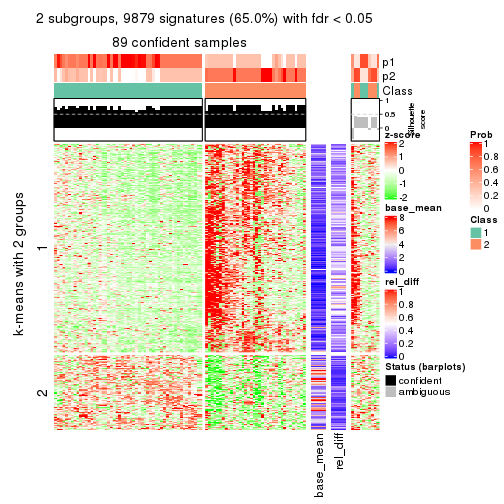 2 subgroups, 9879 signatures (65.0%) with fdr < 0.05
89 confident samples
p1
p2
Class
1
0.5
0
Silhouette
score
k-means with 2 groups
1
2
base_mean
rel_diff
z-score
2
1
0
-1
-2
base_mean
8
6
4
2
0
rel_diff
1
0.8
0.6
0.4
0.2
0
Status (barplots)
confident
ambiguous
Prob
1
0.8
0.6
0.4
0.2
0
Class
1
2